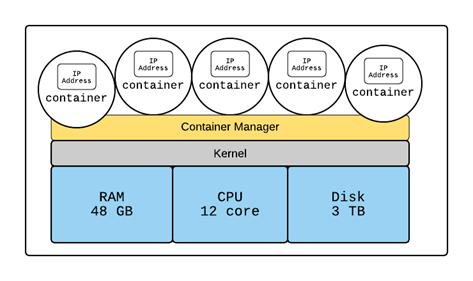 IP
Address
container
IP
Address
container
IP
Address
container
IP
Address
container
IP
Address
container
Container Manager
Kernel
RAM
48 GB
CPU
12 core
Disk
3 TB